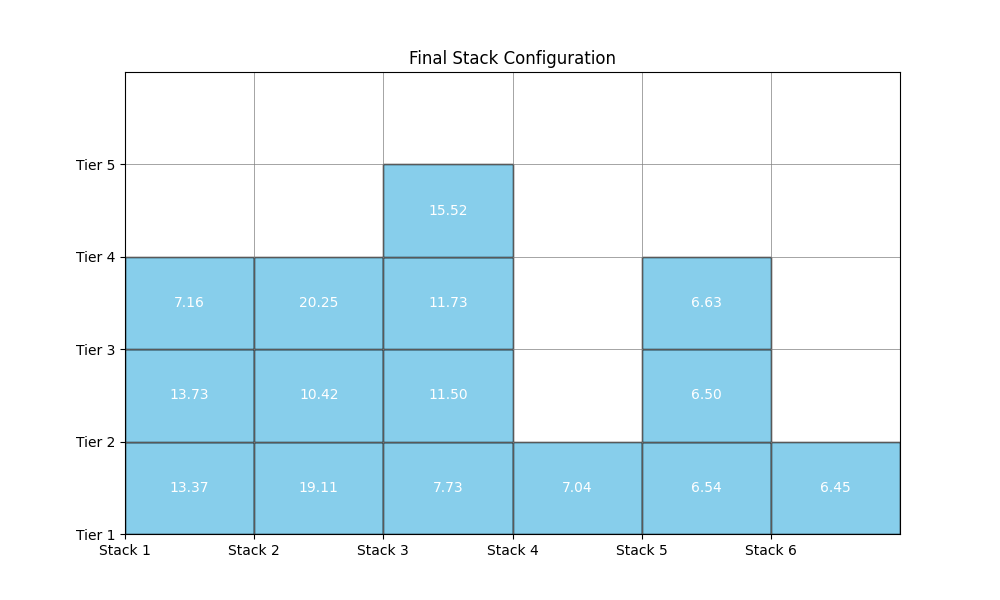 Final Stack Configuration
Tier 5
15.52
Tier 4
7.16 20.25 11.73 6.63
Tier 3
13.73 10.42 11.50 6.50
Tier 2
13.37 19.11 7.73 7.04 6.54 6.45
Tier 1
Stack 1 Stack 2 Stack 3 Stack 4 Stack 5 Stack 6